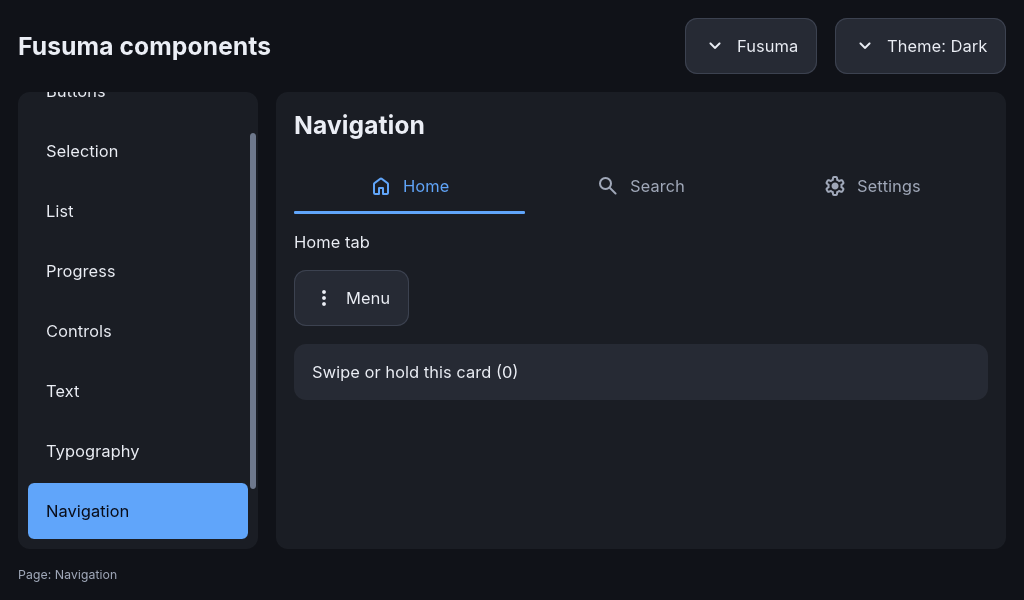 Fusuma components
Fusuma
Theme: Dark
Buttons
Selection
List
Progress
Controls
Text
Typography
Navigation
Navigation
Home
Search
Settings
Home tab
Menu
Swipe or hold this card (0)
Page: Navigation